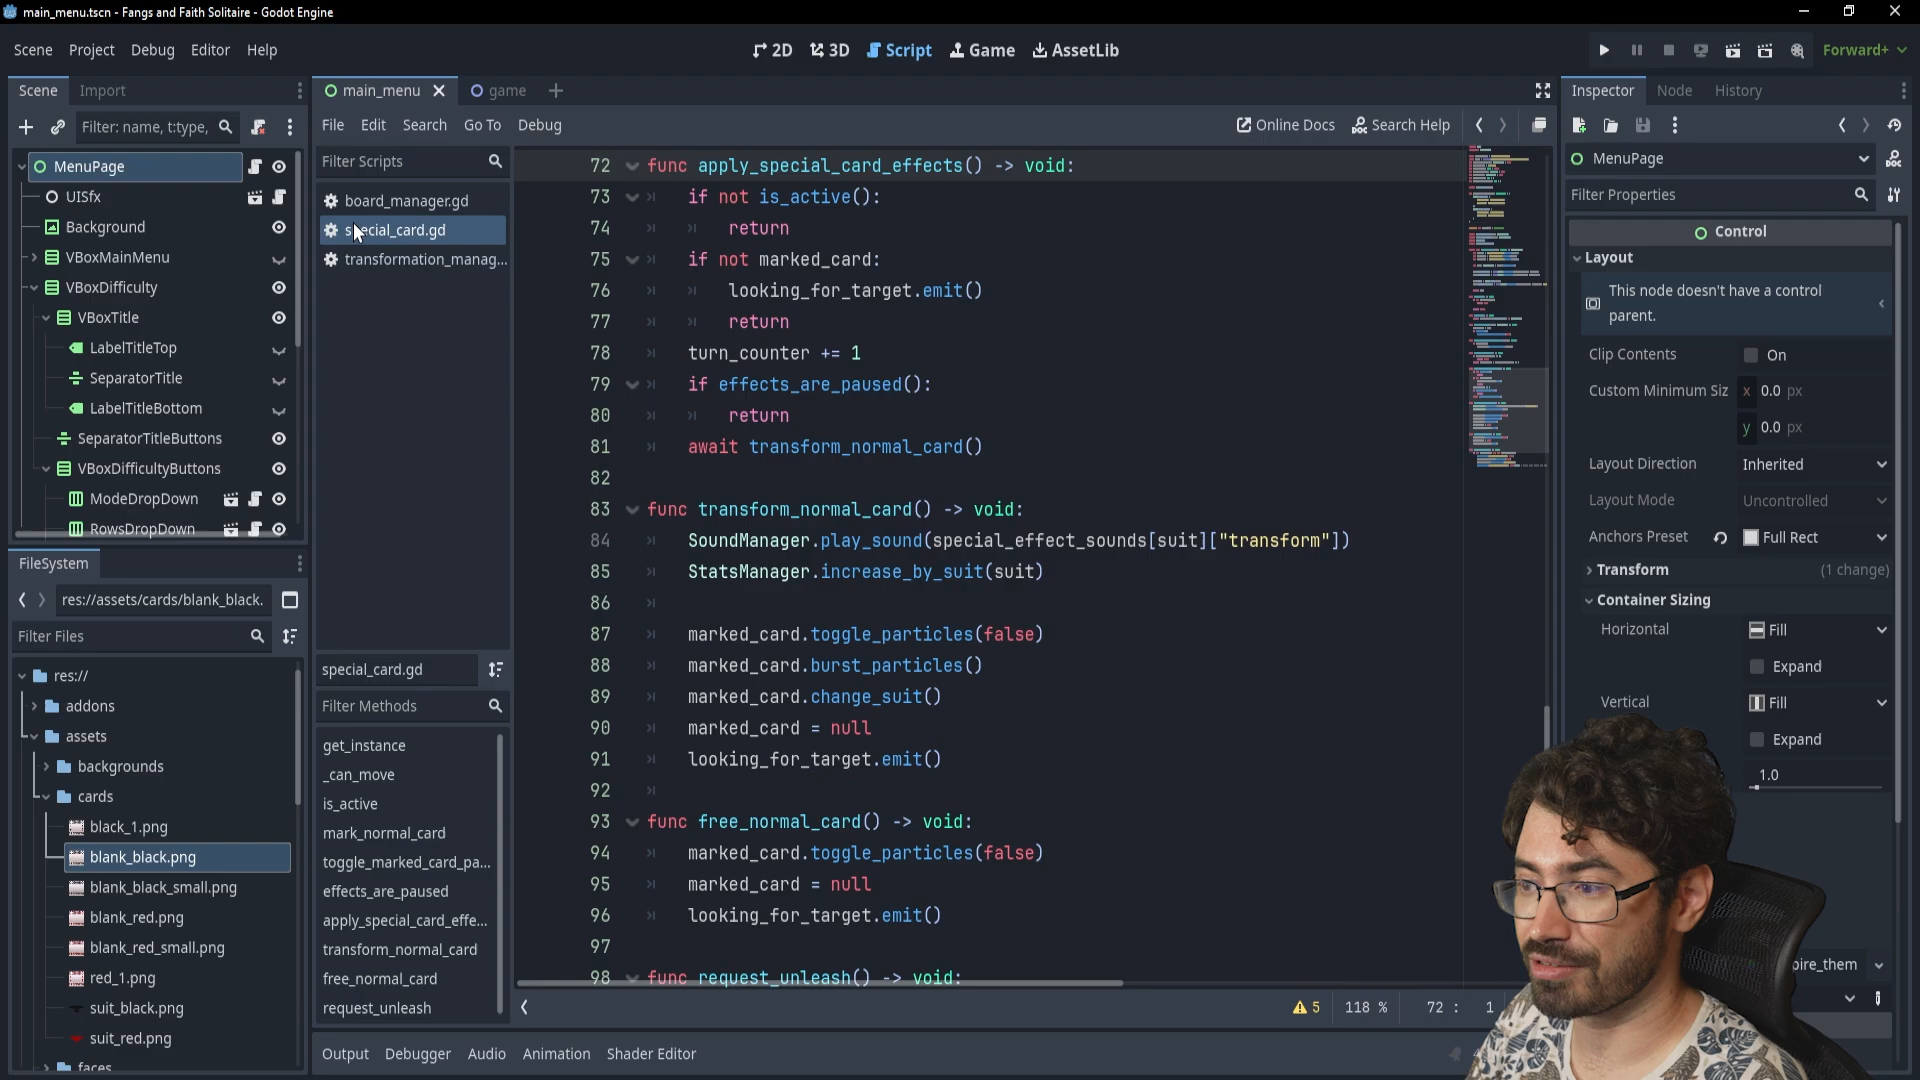 main_menu.tscn - Fangs and Faith Solitaire - Godot Engine
Scene Project Debug Editor Help
2D 3D Script Game AssetLib
Forward+
Scene Import
Filter: name, t:type,
MenuPage
UISfx
Background
VBoxMainMenu
VBoxDifficulty
VBoxTitle
LabelTitleTop
SeparatorTitle
LabelTitleBottom
SeparatorTitleButtons
VBoxDifficultyButtons
ModeDropDown
RowsDropDown
FileSystem
res://assets/cards/blank_black.
Filter Files
res://
addons
assets
backgrounds
cards
black_1.png
blank_black.png
blank_black_small.png
blank_red.png
blank_red_small.png
red_1.png
suit_black.png
suit_red.png
faces
main_menu game
File Edit Search Go To Debug
Online Docs Search Help
Filter Scripts
board_manager.gd
special_card.gd
transformation_manag...
special_card.gd
Filter Methods
get_instance
_can_move
is_active
mark_normal_card
toggle_marked_card_pa...
effects_are_paused
apply_special_card_effe...
transform_normal_card
free_normal_card
request_unleash
72 func apply_special_card_effects() -> void:
73 if not is_active():
74 return
75 if not marked_card:
76 looking_for_target.emit()
77 return
78 turn_counter += 1
79 if effects_are_paused():
80 return
81 await transform_normal_card()
82
83 func transform_normal_card() -> void:
84 SoundManager.play_sound(special_effect_sounds[suit]["transform"])
85 StatsManager.increase_by_suit(suit)
86
87 marked_card.toggle_particles(false)
88 marked_card.burst_particles()
89 marked_card.change_suit()
90 marked_card = null
91 looking_for_target.emit()
92
93 func free_normal_card() -> void:
94 marked_card.toggle_particles(false)
95 marked_card = null
96 looking_for_target.emit()
97
98 func request_unleash() -> void:
5 118 % 72 : 1
Output Debugger Audio Animation Shader Editor
Inspector Node History
MenuPage
Filter Properties
Control
Layout
This node doesn't have a control
parent.
Clip Contents On
Custom Minimum Siz x 0.0 px
y 0.0 px
Layout Direction Inherited
Layout Mode Uncontrolled
Anchors Preset Full Rect
Transform (1 change)
Container Sizing
Horizontal Fill
Expand
Vertical Fill
Expand
1.0
pire_them